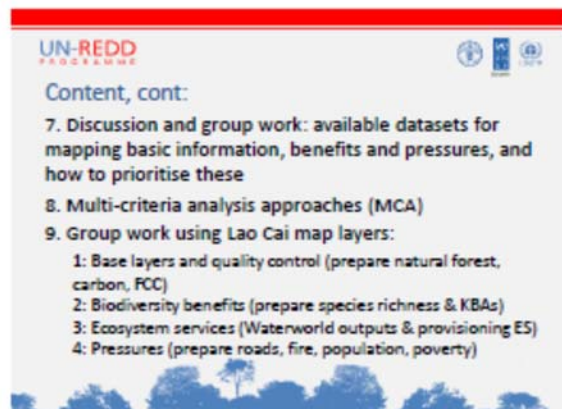 UN-REDD
PROGRAMME
Content, cont:
7. Discussion and group work: available datasets for
mapping basic information, benefits and pressures, and
how to prioritise these
8. Multi-criteria analysis approaches (MCA)
9. Group work using Lao Cai map layers:
1: Base layers and quality control (prepare natural forest,
carbon, FCC)
2: Biodiversity benefits (prepare species richness & KBAs)
3: Ecosystem services (Waterworld outputs & provisioning ES)
4: Pressures (prepare roads, fire, population, poverty)